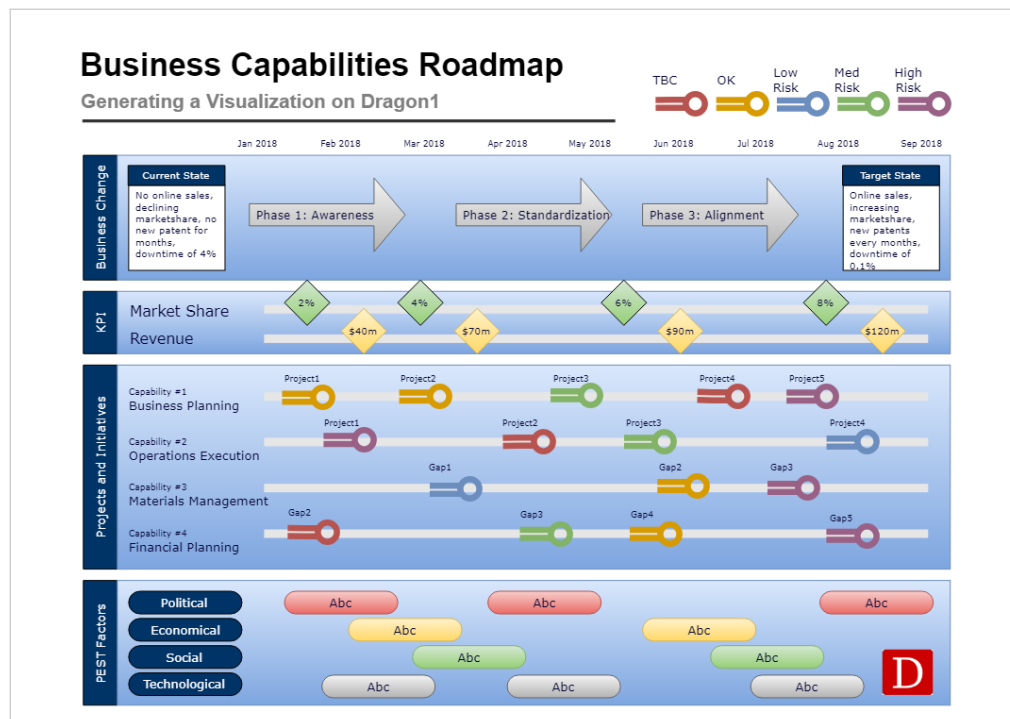 Business Capabilities Roadmap
Generating a Visualization on Dragon1
TBC
OK
Low
Risk
Med
Risk
High
Risk
Jan 2018
Feb 2018
Mar 2018
Apr 2018
May 2018
Jun 2018
Jul 2018
Aug 2018
Sep 2018
Business Change
Current State
No online sales,
declining
marketshare, no
new patent for
months,
downtime of 4%
Phase 1: Awareness
Phase 2: Standardization
Phase 3: Alignment
Target State
Online sales,
increasing
marketshare,
new patents
every months,
downtime of
0.1%
KPI
Market Share
2%
4%
6%
8%
Revenue
$40m
$70m
$90m
$120m
Projects and Initiatives
Capability #1
Business Planning
Project1
Project2
Project3
Project4
Project5
Capability #2
Operations Execution
Project1
Project2
Project3
Project4
Capability #3
Materials Management
Gap1
Gap2
Gap3
Capability #4
Financial Planning
Gap2
Gap3
Gap4
Gap5
PEST Factors
Political
Abc
Abc
Abc
Economical
Abc
Abc
Social
Abc
Abc
Technological
Abc
Abc
Abc
D